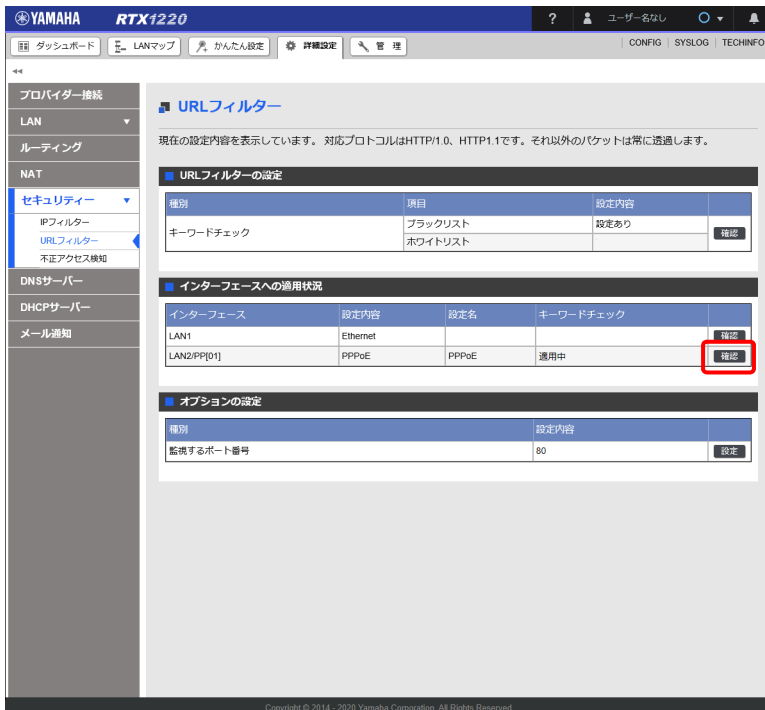 YAMAHA RTX1220 ? ユーザー名なし
ダッシュボード LANマップ かんたん設定 詳細設定 管 理 CONFIG SYSLOG TECHINFO
プロバイダー接続
LAN
ルーティング
NAT
セキュリティー
IPフィルター
URLフィルター
不正アクセス検知
DNSサーバー
DHCPサーバー
メール通知
URLフィルター
現在の設定内容を表示しています。 対応プロトコルはHTTP/1.0、HTTP1.1です。それ以外のパケットは常に透過します。
URLフィルターの設定
種別 項目 設定内容
キーワードチェック ブラックリスト 設定あり 確認
ホワイトリスト -
インターフェースへの適用状況
インターフェース 設定内容 設定名 キーワードチェック
LAN1 Ethernet 確認
LAN2/PP[01] PPPoE PPPoE 適用中 確認
オプションの設定
種別 設定内容
監視するポート番号 80 設定
Copyright © 2014 - 2020 Yamaha Corporation. All Rights Reserved.